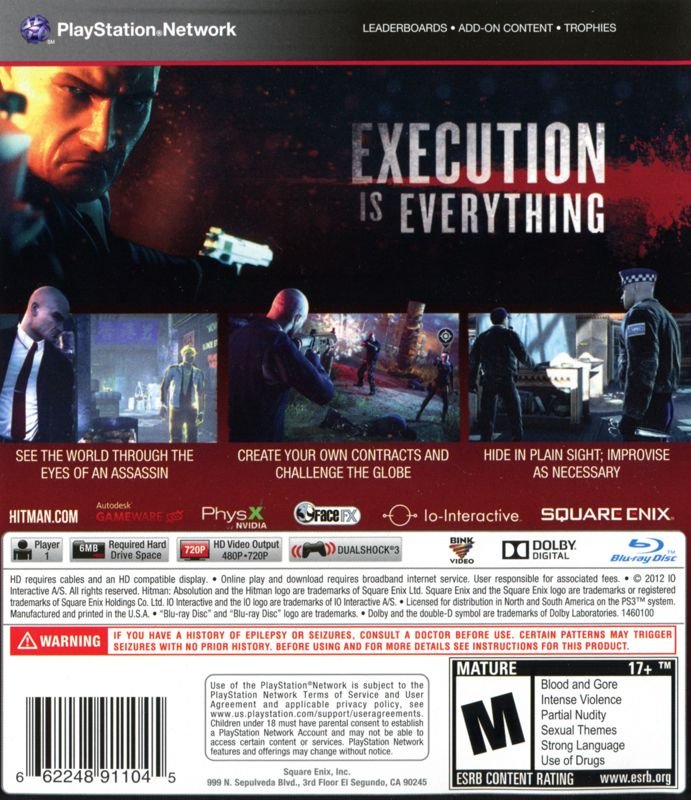 PlayStation®Network
LEADERBOARDS • ADD-ON CONTENT • TROPHIES
EXECUTION
IS EVERYTHING
SEE THE WORLD THROUGH THE
EYES OF AN ASSASSIN
CREATE YOUR OWN CONTRACTS AND
CHALLENGE THE GLOBE
HIDE IN PLAIN SIGHT; IMPROVISE
AS NECESSARY
HITMAN.COM
Autodesk
GAMEWARE
PhysX
by NVIDIA
FaceFX
Io-Interactive
SQUARE ENIX.
Player
1
6MB
Required Hard
Drive Space
720P
HD Video Output
480P•720P
DUALSHOCK®3
BINK
VIDEO
DOLBY
DIGITAL
Blu-ray Disc
HD requires cables and an HD compatible display. • Online play and download requires broadband internet service. User responsible for associated fees. • © 2012 IO
Interactive A/S. All rights reserved. Hitman: Absolution and the Hitman logo are trademarks of Square Enix Ltd. Square Enix and the Square Enix logo are trademarks or registered
trademarks of Square Enix Holdings Co. Ltd. IO Interactive and the IO logo are trademarks of IO Interactive A/S. • Licensed for distribution in North and South America on the PS3™ system.
Manufactured and printed in the U.S.A. • "Blu-ray Disc" and "Blu-ray Disc" logo are trademarks. • Dolby and the double-D symbol are trademarks of Dolby Laboratories. 1460100
WARNING
IF YOU HAVE A HISTORY OF EPILEPSY OR SEIZURES, CONSULT A DOCTOR BEFORE USE. CERTAIN PATTERNS MAY TRIGGER
SEIZURES WITH NO PRIOR HISTORY. BEFORE USING AND FOR MORE DETAILS SEE INSTRUCTIONS FOR THIS PRODUCT.
6 62248 91104 5
Use of the PlayStation®Network is subject to the
PlayStation Network Terms of Service and User
Agreement and applicable privacy policy, see
www.us.playstation.com/support/useragreements.
Children under 18 must have parental consent to establish
a PlayStation Network Account and may not be able to
access certain content or services. PlayStation Network
features and offerings may change without notice.
Square Enix, Inc.
999 N. Sepulveda Blvd., 3rd Floor El Segundo, CA 90245
MATURE 17+ ™
M
Blood and Gore
Intense Violence
Partial Nudity
Sexual Themes
Strong Language
Use of Drugs
ESRB CONTENT RATING www.esrb.org